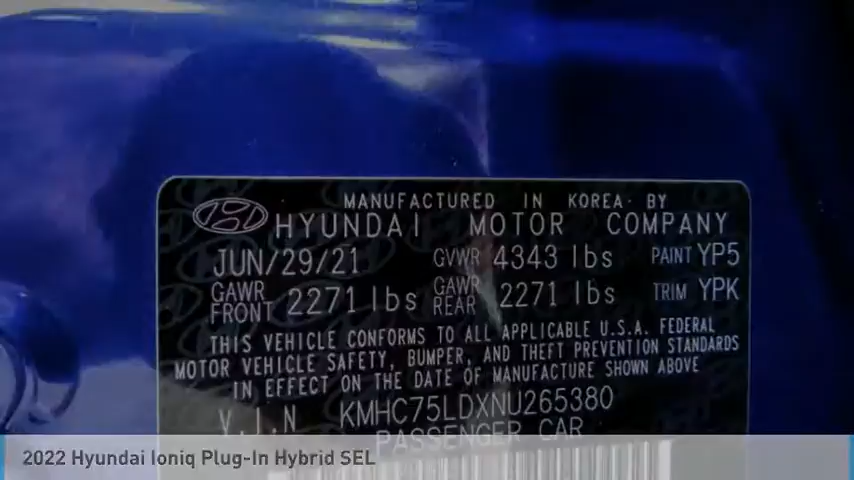 MANUFACTURED IN KOREA BY
HYUNDAI MOTOR COMPANY
JUN/29/21 GVWR 4343 lbs PAINT YP5
GAWR FRONT 2271 lbs GAWR REAR 2271 lbs TRIM YPK
THIS VEHICLE CONFORMS TO ALL APPLICABLE U.S.A. FEDERAL
MOTOR VEHICLE SAFETY, BUMPER, AND THEFT PREVENTION STANDARDS
IN EFFECT ON THE DATE OF MANUFACTURE SHOWN ABOVE
V.I.N KMHC75LDXNU265380
PASSENGER CAR
2022 Hyundai Ioniq Plug-In Hybrid SEL